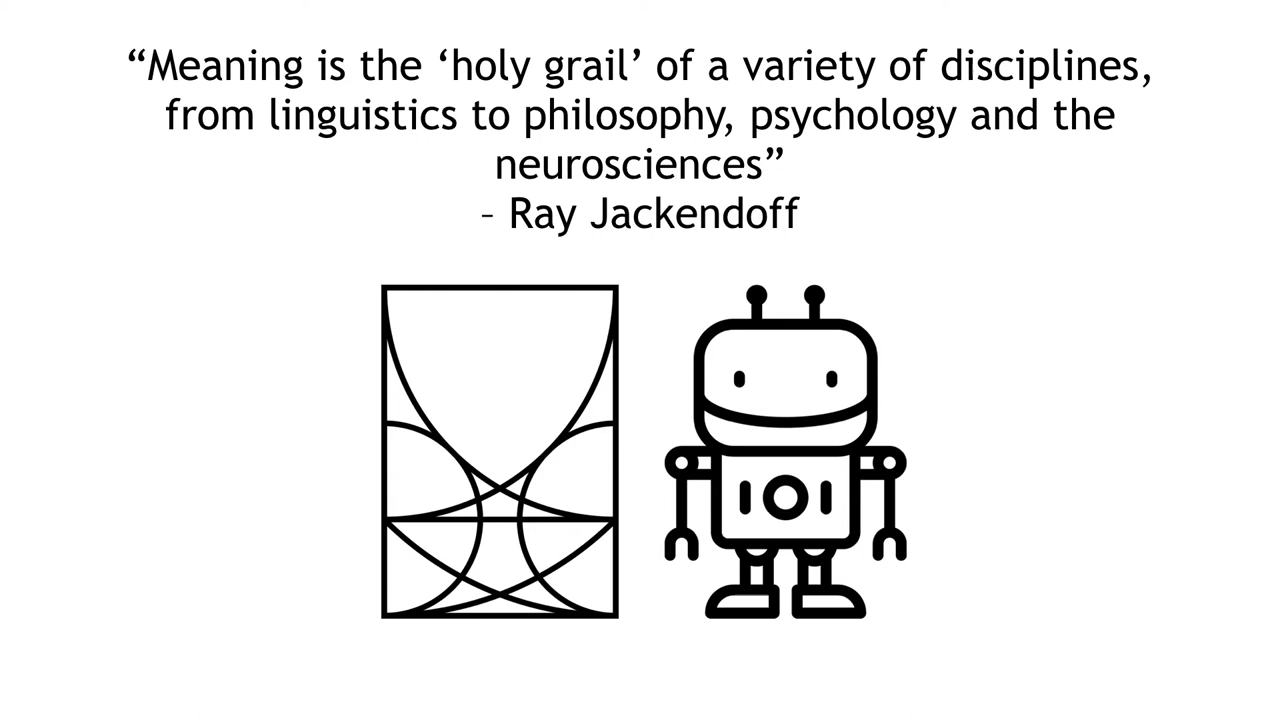 “Meaning is the ‘holy grail’ of a variety of disciplines,
from linguistics to philosophy, psychology and the
neurosciences”
– Ray Jackendoff